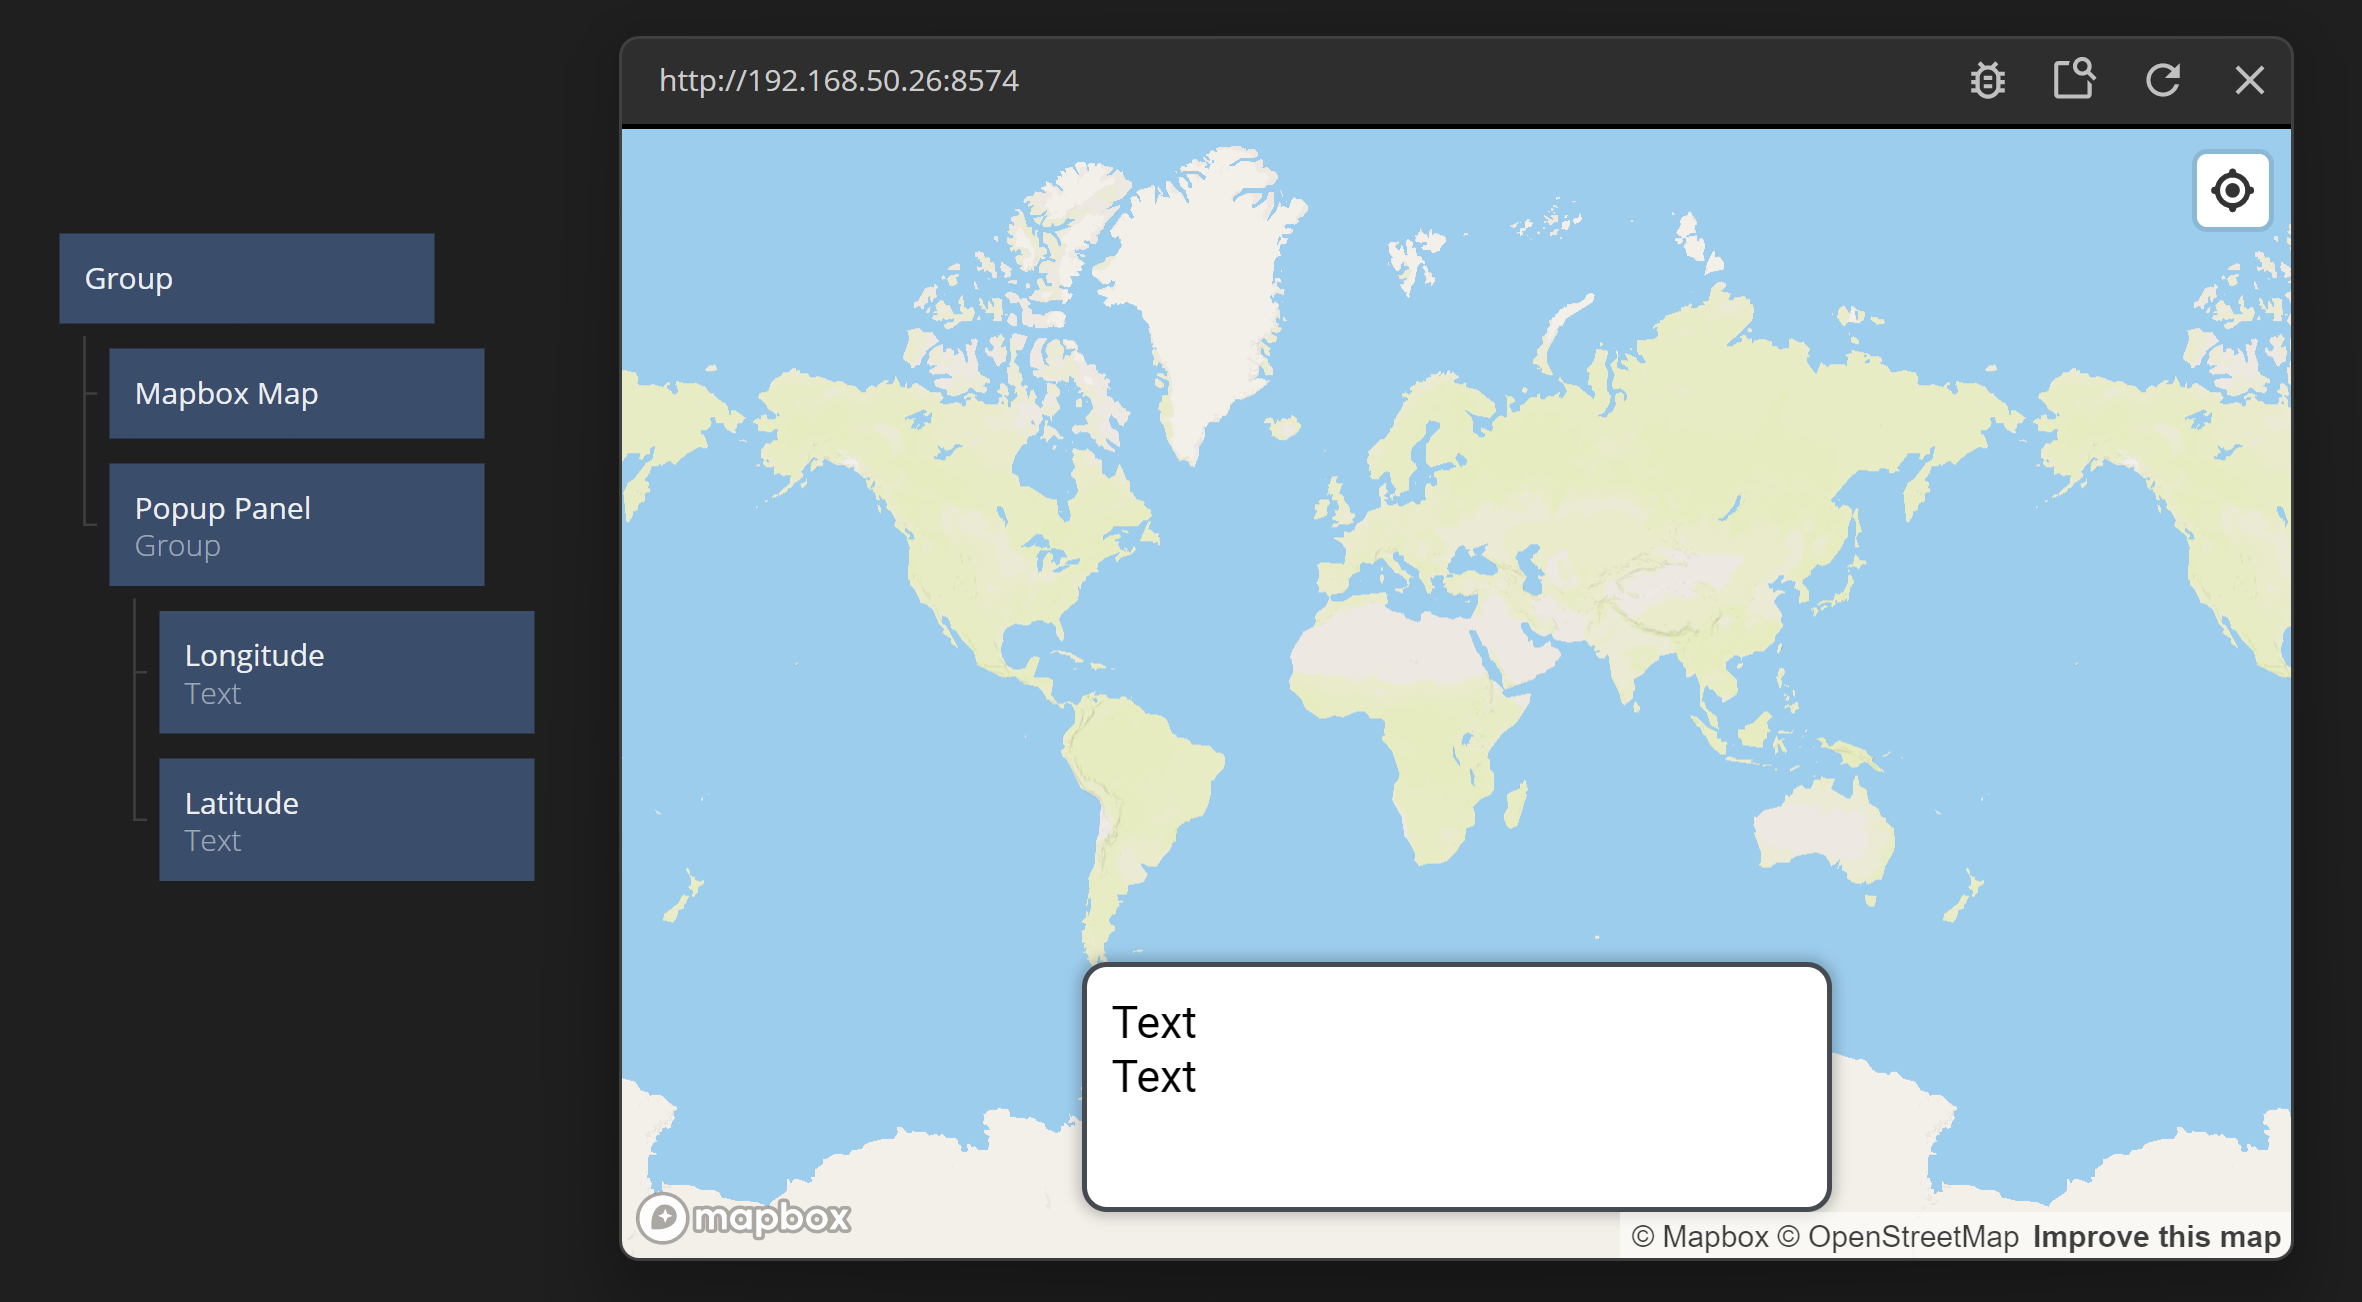 http://192.168.50.26:8574
Group
Mapbox Map
Popup Panel
Group
Longitude
Text
Latitude
Text
Text
Text
mapbox
© Mapbox © OpenStreetMap Improve this map